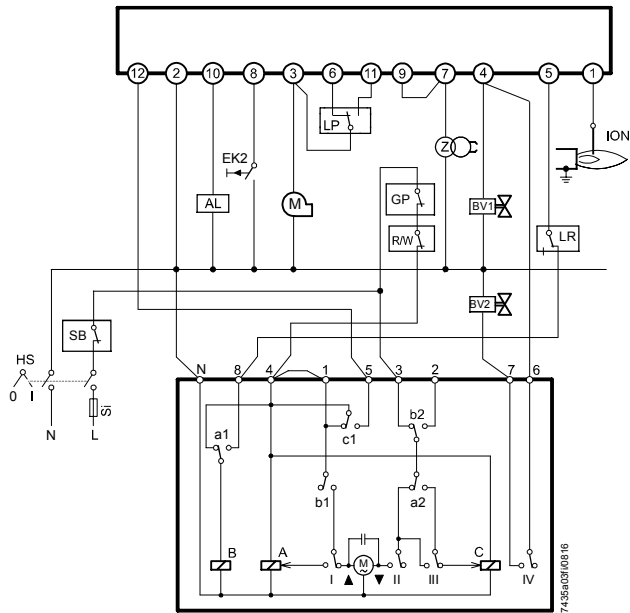 12 2 10 8 3 6 11 9 7 4 5 1
LP
ION
EK2
Z
AL
M
GP
BV1
R/W
LR
BV2
SB
HS
0 I
Si
N L
N 8 4 1 5 3 2 7 6
b2
a1
c1
b1
a2
B A M ~ C
I II III IV
7435a03fi/0816